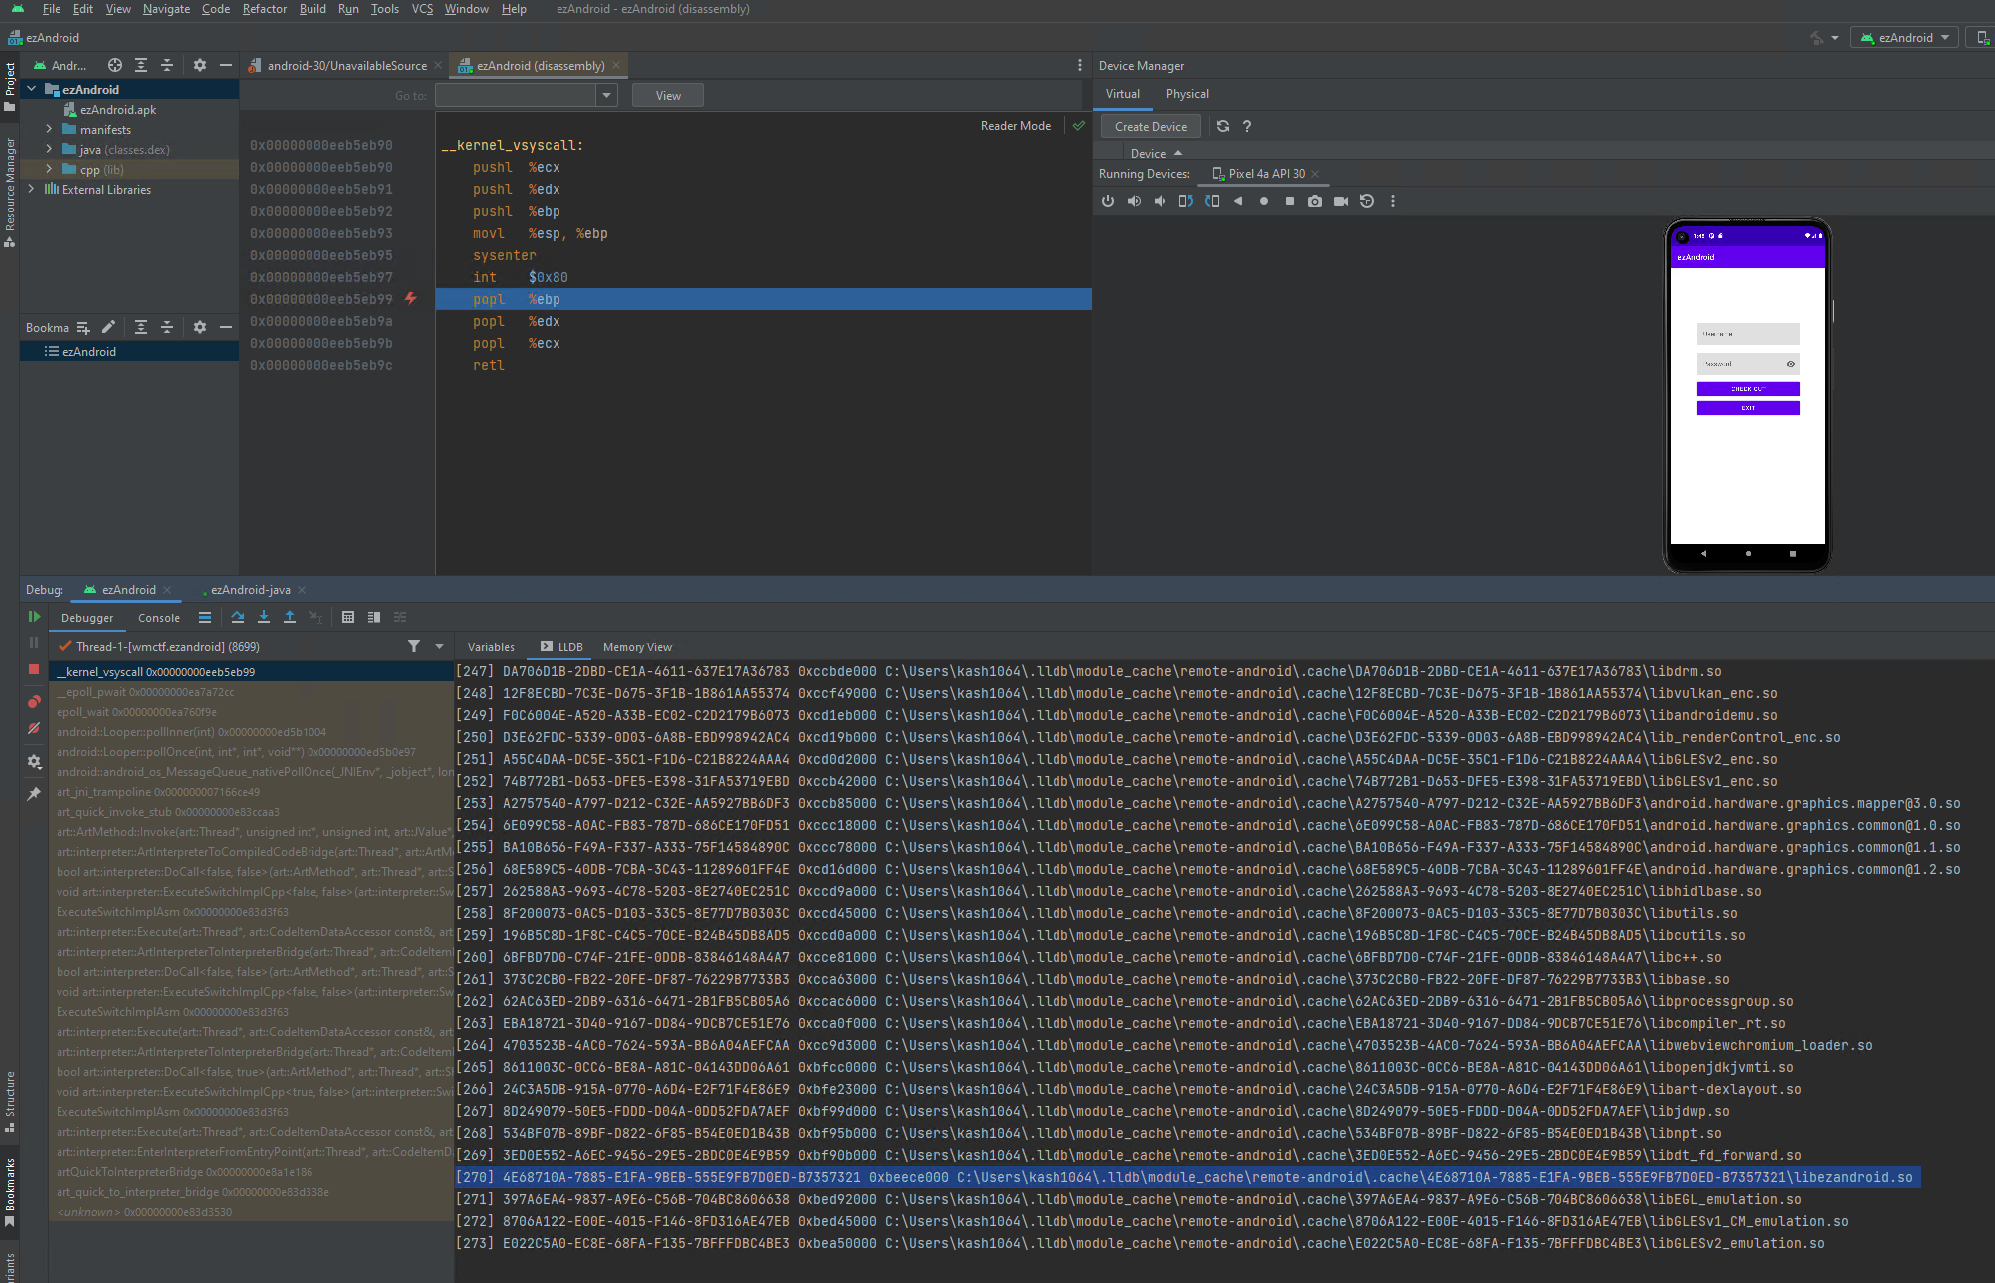 File Edit View Navigate Code Refactor Build Run Tools VCS Window Help ezAndroid - ezAndroid (disassembly)
ezAndroid
ezAndroid
Project
Resource Manager
Structure
Bookmarks
Andr...
ezAndroid
ezAndroid.apk
manifests
java (classes.dex)
cpp (lib)
External Libraries
Bookma
ezAndroid
android-30/UnavailableSource
ezAndroid (disassembly)
Go to:
View
Reader Mode
0x00000000eeb5eb90 __kernel_vsyscall:
0x00000000eeb5eb90 pushl %ecx
0x00000000eeb5eb91 pushl %edx
0x00000000eeb5eb92 pushl %ebp
0x00000000eeb5eb93 movl %esp, %ebp
0x00000000eeb5eb95 sysenter
0x00000000eeb5eb97 int $0x80
0x00000000eeb5eb99 popl %ebp
0x00000000eeb5eb9a popl %edx
0x00000000eeb5eb9b popl %ecx
0x00000000eeb5eb9c retl
Device Manager
Virtual Physical
Create Device
?
Device
Running Devices: Pixel 4a API 30
ezAndroid
Username
Password
CHECK OUT
EXIT
Debug: ezAndroid ezAndroid-java
Debugger Console
Thread-1-[wmctf.ezandroid] (8699)
__kernel_vsyscall 0x00000000eeb5eb99
__epoll_pwait 0x00000000ea7a72cc
epoll_wait 0x00000000ea760f9e
android::Looper::pollInner(int) 0x00000000ed5b1004
android::Looper::pollOnce(int, int*, int*, void**) 0x00000000ed5b0e97
android::android_os_MessageQueue_nativePollOnce(_JNIEnv*, _jobject*, lon
art_jni_trampoline 0x000000007166ce49
art_quick_invoke_stub 0x00000000e83ccaa3
art::ArtMethod::Invoke(art::Thread*, unsigned int*, unsigned int, art::JValue*,
art::interpreter::ArtInterpreterToCompiledCodeBridge(art::Thread*, art::ArtM
bool art::interpreter::DoCall<false, false>(art::ArtMethod*, art::Thread*, art::S
void art::interpreter::ExecuteSwitchImplCpp<false, false>(art::interpreter::Sw
ExecuteSwitchImplAsm 0x00000000e83d3f63
art::interpreter::Execute(art::Thread*, art::CodeItemDataAccessor const&, art
art::interpreter::ArtInterpreterToInterpreterBridge(art::Thread*, art::CodeItem
bool art::interpreter::DoCall<false, false>(art::ArtMethod*, art::Thread*, art::S
void art::interpreter::ExecuteSwitchImplCpp<false, false>(art::interpreter::Sw
ExecuteSwitchImplAsm 0x00000000e83d3f63
art::interpreter::Execute(art::Thread*, art::CodeItemDataAccessor const&, art
art::interpreter::ArtInterpreterToInterpreterBridge(art::Thread*, art::CodeItem
bool art::interpreter::DoCall<false, true>(art::ArtMethod*, art::Thread*, art::Sl
void art::interpreter::ExecuteSwitchImplCpp<true, false>(art::interpreter::Swi
ExecuteSwitchImplAsm 0x00000000e83d3f63
art::interpreter::Execute(art::Thread*, art::CodeItemDataAccessor const&, art
art::interpreter::EnterInterpreterFromEntryPoint(art::Thread*, art::CodeItemDa
artQuickToInterpreterBridge 0x00000000e8a1e186
art_quick_to_interpreter_bridge 0x00000000e83d338e
<unknown> 0x00000000e83d3530
Variables LLDB Memory View
[247] DA706D1B-2DBD-CE1A-4611-637E17A36783 0xccbde000 C:\Users\kash1064\.lldb\module_cache\remote-android\.cache\DA706D1B-2DBD-CE1A-4611-637E17A36783\libdrm.so
[248] 12F8ECBD-7C3E-D675-3F1B-1B861AA55374 0xccf49000 C:\Users\kash1064\.lldb\module_cache\remote-android\.cache\12F8ECBD-7C3E-D675-3F1B-1B861AA55374\libvulkan_enc.so
[249] F0C6004E-A520-A33B-EC02-C2D2179B6073 0xcd1eb000 C:\Users\kash1064\.lldb\module_cache\remote-android\.cache\F0C6004E-A520-A33B-EC02-C2D2179B6073\libandroidemu.so
[250] D3E62FDC-5339-0D03-6A8B-EBD998942AC4 0xcd19b000 C:\Users\kash1064\.lldb\module_cache\remote-android\.cache\D3E62FDC-5339-0D03-6A8B-EBD998942AC4\lib_renderControl_enc.so
[251] A55C4DAA-DC5E-35C1-F1D6-C21B8224AAA4 0xcd0d2000 C:\Users\kash1064\.lldb\module_cache\remote-android\.cache\A55C4DAA-DC5E-35C1-F1D6-C21B8224AAA4\libGLESv2_enc.so
[252] 74B772B1-D653-DFE5-E398-31FA53719EBD 0xccb42000 C:\Users\kash1064\.lldb\module_cache\remote-android\.cache\74B772B1-D653-DFE5-E398-31FA53719EBD\libGLESv1_enc.so
[253] A2757540-A797-D212-C32E-AA5927BB6DF3 0xccb85000 C:\Users\kash1064\.lldb\module_cache\remote-android\.cache\A2757540-A797-D212-C32E-AA5927BB6DF3\android.hardware.graphics.mapper@3.0.so
[254] 6E099C58-A0AC-FB83-787D-686CE170FD51 0xccc18000 C:\Users\kash1064\.lldb\module_cache\remote-android\.cache\6E099C58-A0AC-FB83-787D-686CE170FD51\android.hardware.graphics.common@1.0.so
[255] BA10B656-F49A-F337-A333-75F14584890C 0xccc78000 C:\Users\kash1064\.lldb\module_cache\remote-android\.cache\BA10B656-F49A-F337-A333-75F14584890C\android.hardware.graphics.common@1.1.so
[256] 68E589C5-40DB-7CBA-3C43-11289601FF4E 0xcd16d000 C:\Users\kash1064\.lldb\module_cache\remote-android\.cache\68E589C5-40DB-7CBA-3C43-11289601FF4E\android.hardware.graphics.common@1.2.so
[257] 262588A3-9693-4C78-5203-8E2740EC251C 0xccd9a000 C:\Users\kash1064\.lldb\module_cache\remote-android\.cache\262588A3-9693-4C78-5203-8E2740EC251C\libhidlbase.so
[258] 8F200073-0AC5-D103-33C5-8E77D7B0303C 0xccd45000 C:\Users\kash1064\.lldb\module_cache\remote-android\.cache\8F200073-0AC5-D103-33C5-8E77D7B0303C\libutils.so
[259] 196B5C8D-1F8C-C4C5-70CE-B24B45DB8AD5 0xccd0a000 C:\Users\kash1064\.lldb\module_cache\remote-android\.cache\196B5C8D-1F8C-C4C5-70CE-B24B45DB8AD5\libcutils.so
[260] 6BFBD7D0-C74F-21FE-0DDB-83846148A4A7 0xcce81000 C:\Users\kash1064\.lldb\module_cache\remote-android\.cache\6BFBD7D0-C74F-21FE-0DDB-83846148A4A7\libc++.so
[261] 373C2CB0-FB22-20FE-DF87-76229B7733B3 0xcca63000 C:\Users\kash1064\.lldb\module_cache\remote-android\.cache\373C2CB0-FB22-20FE-DF87-76229B7733B3\libbase.so
[262] 62AC63ED-2DB9-6316-6471-2B1FB5CB05A6 0xccac6000 C:\Users\kash1064\.lldb\module_cache\remote-android\.cache\62AC63ED-2DB9-6316-6471-2B1FB5CB05A6\libprocessgroup.so
[263] EBA18721-3D40-9167-DD84-9DCB7CE51E76 0xcca0f000 C:\Users\kash1064\.lldb\module_cache\remote-android\.cache\EBA18721-3D40-9167-DD84-9DCB7CE51E76\libcompiler_rt.so
[264] 4703523B-4AC0-7624-593A-BB6A04AEFCAA 0xcc9d3000 C:\Users\kash1064\.lldb\module_cache\remote-android\.cache\4703523B-4AC0-7624-593A-BB6A04AEFCAA\libwebviewchromium_loader.so
[265] 8611003C-0CC6-BE8A-A81C-04143DD06A61 0xbfcc0000 C:\Users\kash1064\.lldb\module_cache\remote-android\.cache\8611003C-0CC6-BE8A-A81C-04143DD06A61\libopenjdkjvmti.so
[266] 24C3A5DB-915A-0770-A6D4-E2F71F4E86E9 0xbfe23000 C:\Users\kash1064\.lldb\module_cache\remote-android\.cache\24C3A5DB-915A-0770-A6D4-E2F71F4E86E9\libart-dexlayout.so
[267] 8D249079-50E5-FDDD-D04A-0DD52FDA7AEF 0xbf99d000 C:\Users\kash1064\.lldb\module_cache\remote-android\.cache\8D249079-50E5-FDDD-D04A-0DD52FDA7AEF\libjdwp.so
[268] 534BF07B-89BF-D822-6F85-B54E0ED1B43B 0xbf95b000 C:\Users\kash1064\.lldb\module_cache\remote-android\.cache\534BF07B-89BF-D822-6F85-B54E0ED1B43B\libnpt.so
[269] 3ED0E552-A6EC-9456-29E5-2BDC0E4E9B59 0xbf90b000 C:\Users\kash1064\.lldb\module_cache\remote-android\.cache\3ED0E552-A6EC-9456-29E5-2BDC0E4E9B59\libdt_fd_forward.so
[270] 4E68710A-7885-E1FA-9BEB-555E9FB7D0ED-B7357321 0xbeece000 C:\Users\kash1064\.lldb\module_cache\remote-android\.cache\4E68710A-7885-E1FA-9BEB-555E9FB7D0ED-B7357321\libezandroid.so
[271] 397A6EA4-9837-A9E6-C56B-704BC8606638 0xbed92000 C:\Users\kash1064\.lldb\module_cache\remote-android\.cache\397A6EA4-9837-A9E6-C56B-704BC8606638\libEGL_emulation.so
[272] 8706A122-E00E-4015-F146-8FD316AE47EB 0xbed45000 C:\Users\kash1064\.lldb\module_cache\remote-android\.cache\8706A122-E00E-4015-F146-8FD316AE47EB\libGLESv1_CM_emulation.so
[273] E022C5A0-EC8E-68FA-F135-7BFFFDBC4BE3 0xbea50000 C:\Users\kash1064\.lldb\module_cache\remote-android\.cache\E022C5A0-EC8E-68FA-F135-7BFFFDBC4BE3\libGLESv2_emulation.so